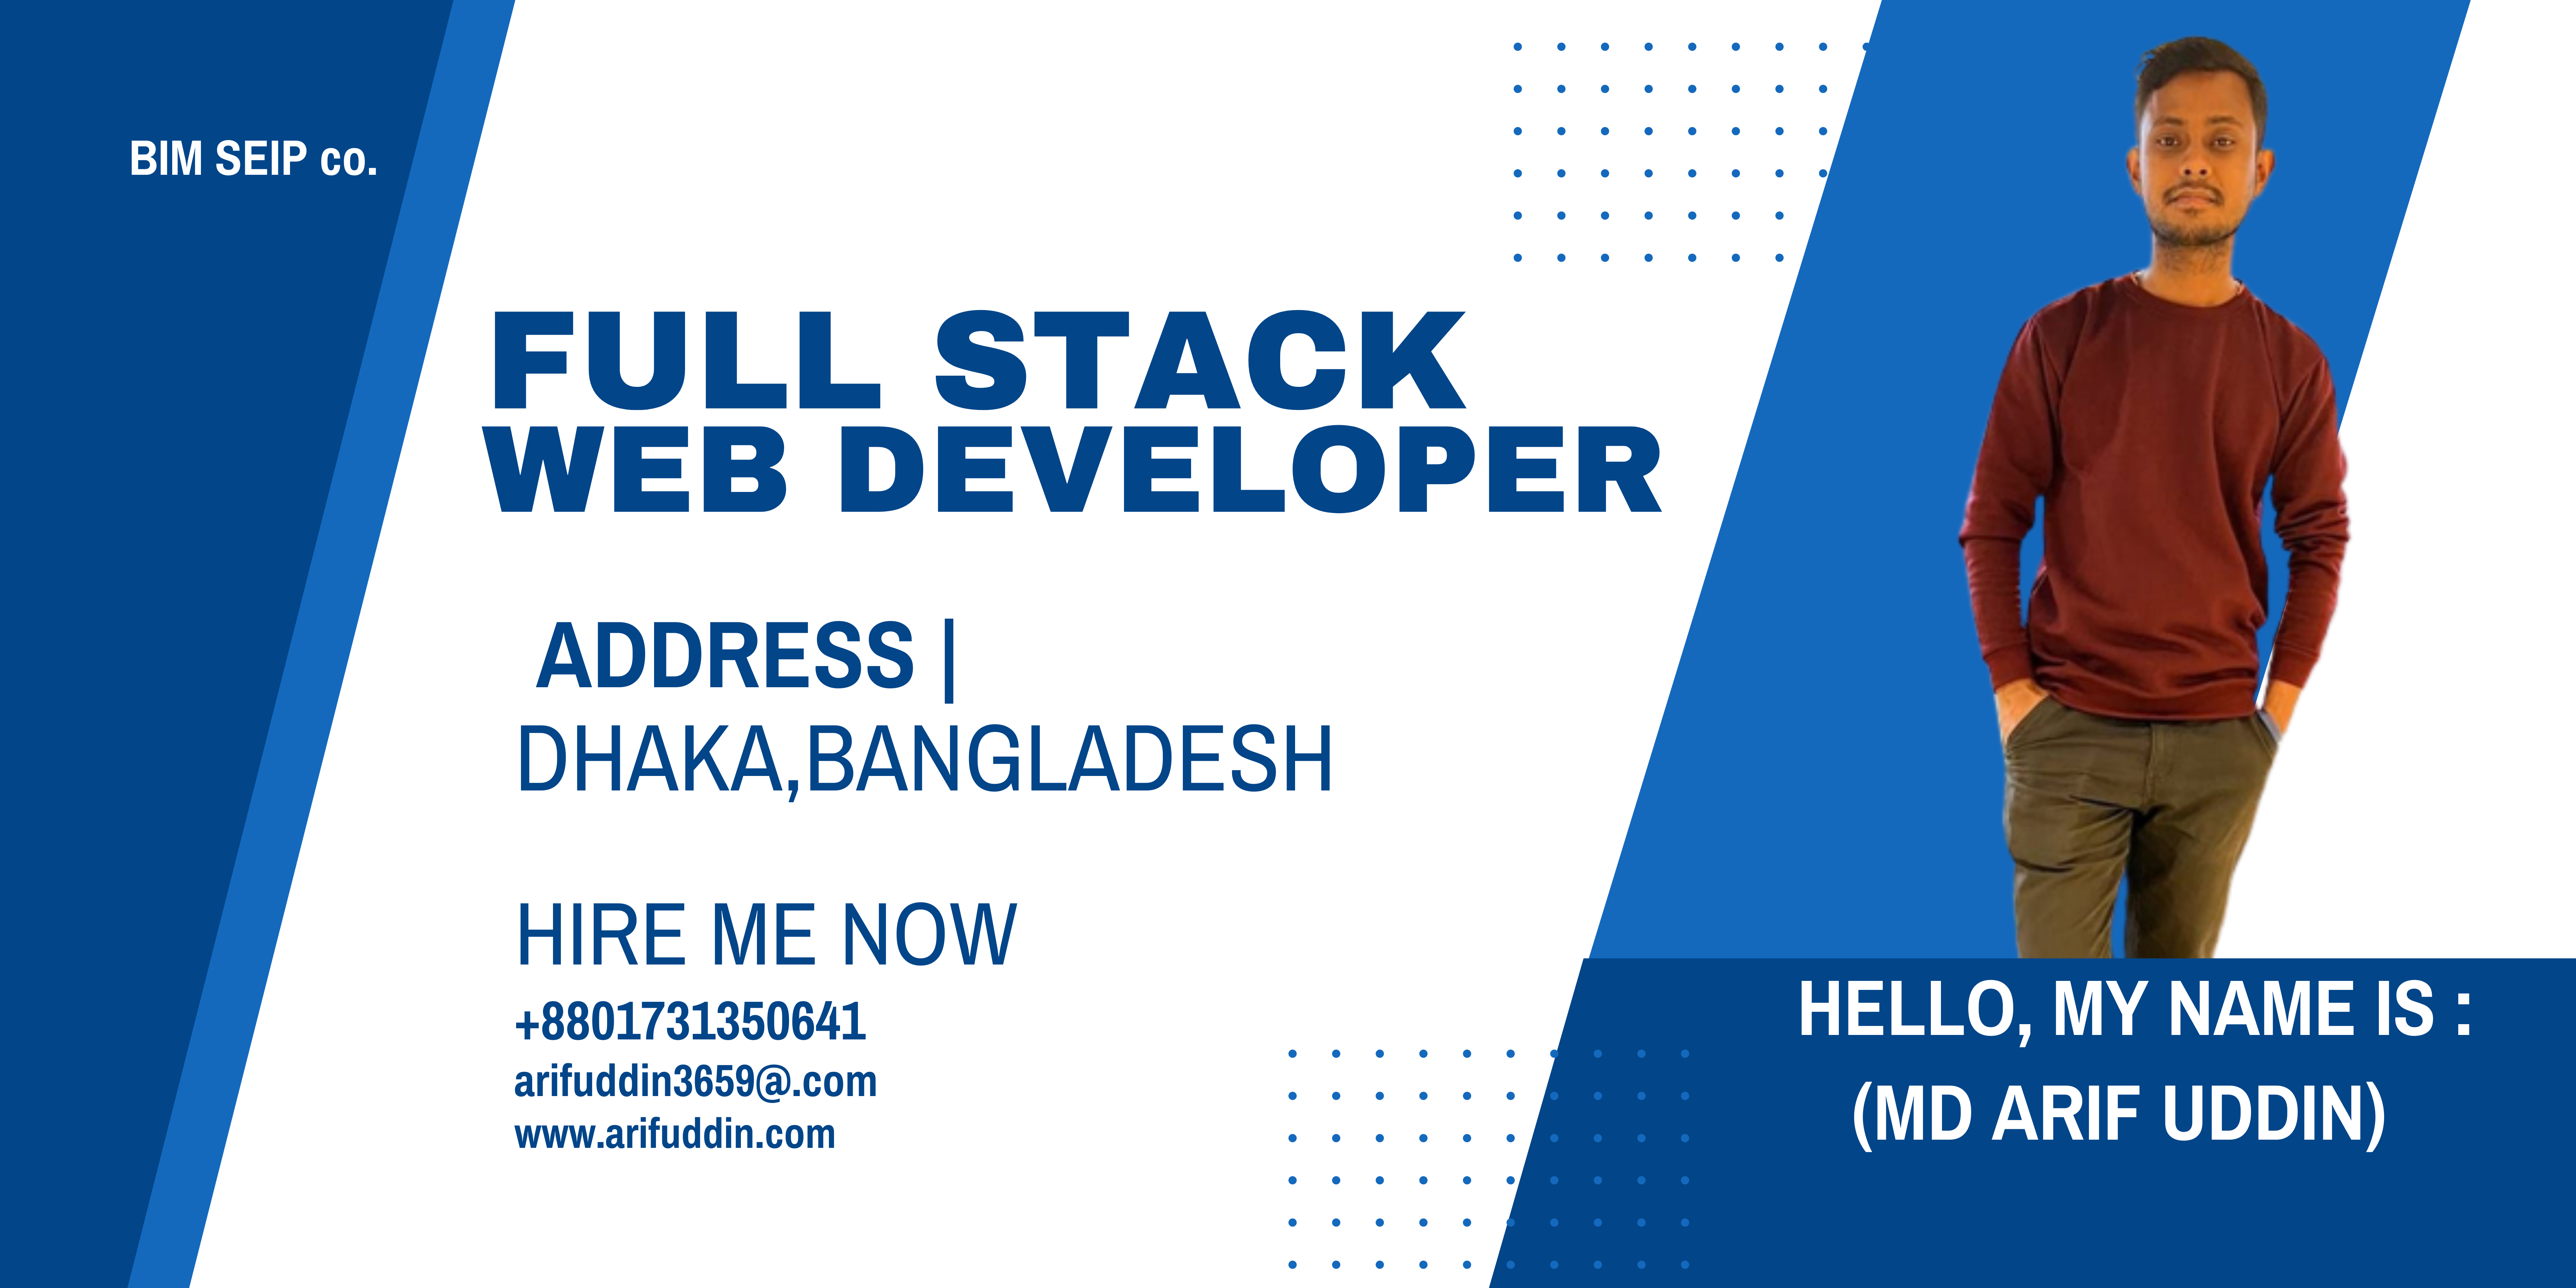 BIM SEIP co.
FULL STACK
WEB DEVELOPER
ADDRESS |
DHAKA,BANGLADESH
HIRE ME NOW
+8801731350641
arifuddin3659@.com
www.arifuddin.com
HELLO, MY NAME IS :
(MD ARIF UDDIN)